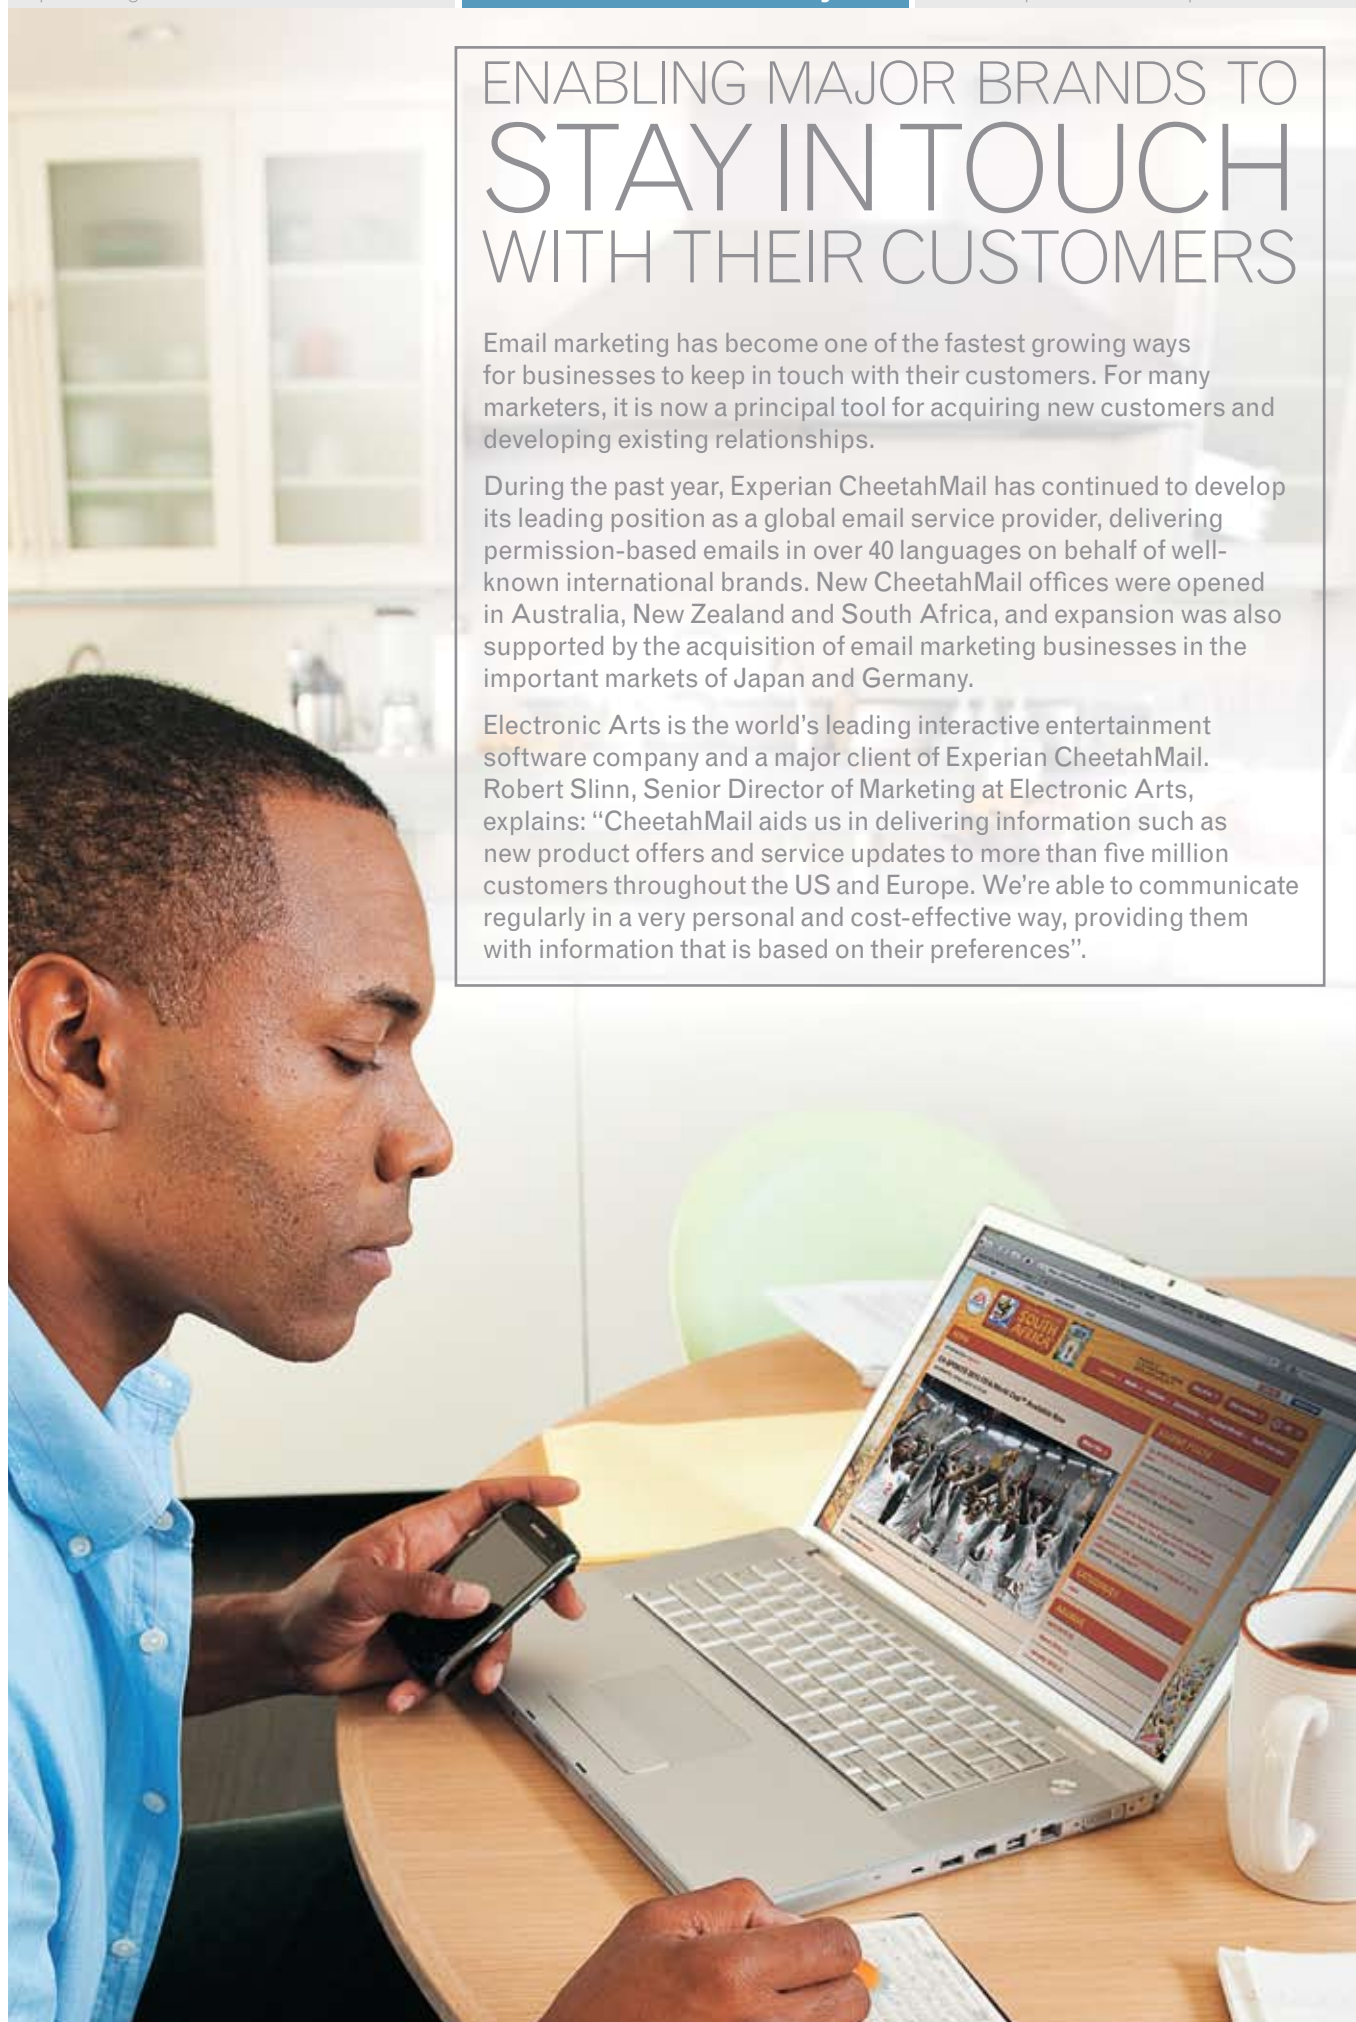 ENABLING MAJOR BRANDS TO
STAY IN TOUCH
WITH THEIR CUSTOMERS
Email marketing has become one of the fastest growing ways
for businesses to keep in touch with their customers. For many
marketers, it is now a principal tool for acquiring new customers and
developing existing relationships.
During the past year, Experian CheetahMail has continued to develop
its leading position as a global email service provider, delivering
permission-based emails in over 40 languages on behalf of well-
known international brands. New CheetahMail offices were opened
in Australia, New Zealand and South Africa, and expansion was also
supported by the acquisition of email marketing businesses in the
important markets of Japan and Germany.
Electronic Arts is the world's leading interactive entertainment
software company and a major client of Experian CheetahMail.
Robert Slinn, Senior Director of Marketing at Electronic Arts,
explains: “CheetahMail aids us in delivering information such as
new product offers and service updates to more than five million
customers throughout the US and Europe. We're able to communicate
regularly in a very personal and cost-effective way, providing them
with information that is based on their preferences”.
SOUTH
AFRICA